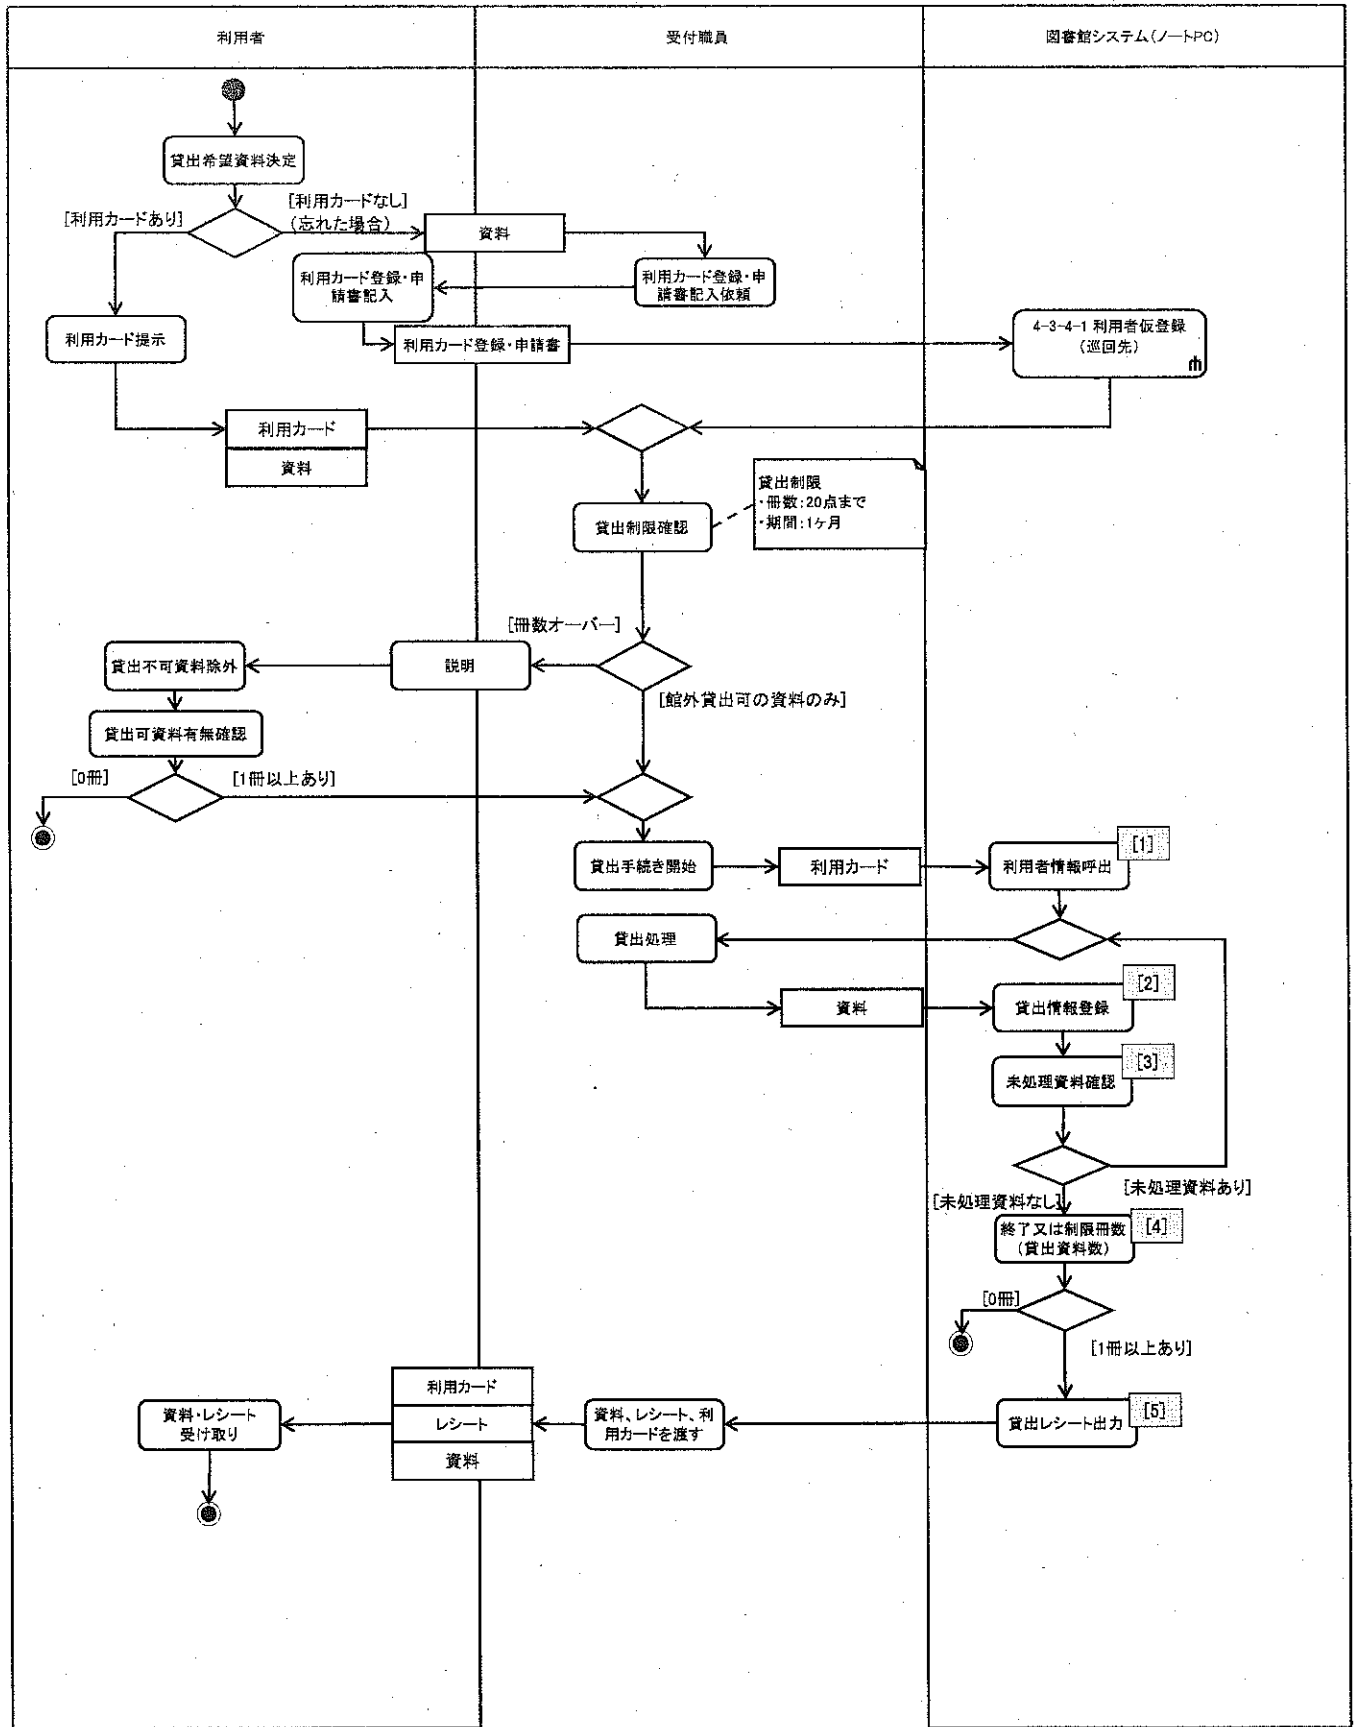 利用者
受付職員
図書館システム(ノートPC)
貸出希望資料決定
[利用カードあり]
[利用カードなし]
(忘れた場合)
資料
利用カード登録・申
請書記入
利用カード登録・申
請書記入依頼
利用カード提示
利用カード登録・申請書
4-3-4-1 利用者仮登録
(巡回先)
利用カード
資料
貸出制限
・冊数:20点まで
・期間:1ヶ月
貸出制限確認
[冊数オーバー]
貸出不可資料除外
説明
[館外貸出可の資料のみ]
貸出可資料有無確認
[0冊]
[1冊以上あり]
貸出手続き開始
利用カード
利用者情報呼出
[1]
貸出処理
資料
貸出情報登録
[2]
未処理資料確認
[3]
[未処理資料なし]
[未処理資料あり]
終了又は制限冊数
(貸出資料数)
[4]
[0冊]
[1冊以上あり]
資料・レシート
受け取り
利用カード
レシート
資料
資料、レシート、利
用カードを渡す
貸出レシート出力
[5]